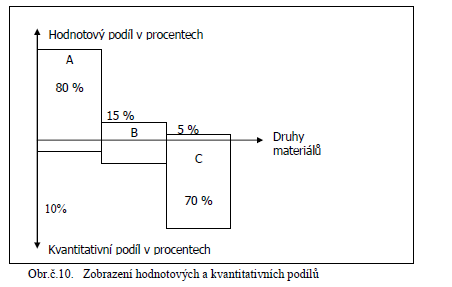 Hodnotový podíl v procentech
A
80 %
15 %
B
5 %
Druhy
materiálů
C
70 %
10%
Kvantitativní podíl v procentech
Obr.č.10. Zobrazení hodnotových a kvantitativních podílů